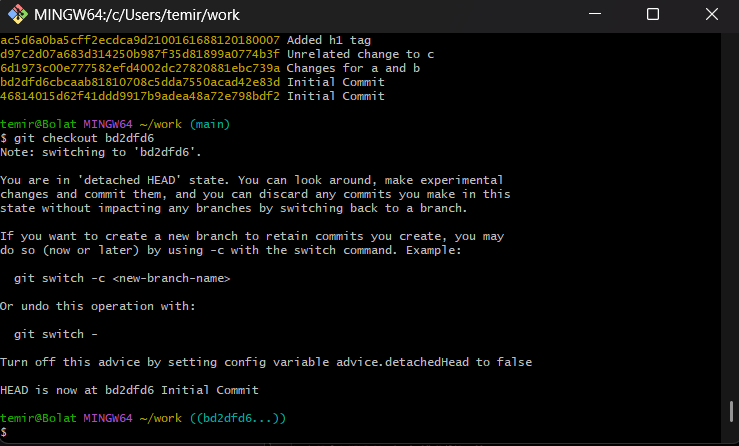 MINGW64:/c/Users/temir/work
ac5d6a0ba5cff2ecdca9d2100161688120180007 Added h1 tag
d97c2d07a683d314250b987f35d81899a0774b3f Unrelated change to c
6d1973c00e777582efd4002dc27820881ebc739a Changes for a and b
bd2dfd6cbcaab81810708c5dda7550acad42e83d Initial Commit
46814015d62f41ddd9917b9adea48a72e798bdf2 Initial Commit
temir@Bolat MINGW64 ~/work (main)
$ git checkout bd2dfd6
Note: switching to 'bd2dfd6'.
You are in 'detached HEAD' state. You can look around, make experimental
changes and commit them, and you can discard any commits you make in this
state without impacting any branches by switching back to a branch.
If you want to create a new branch to retain commits you create, you may
do so (now or later) by using -c with the switch command. Example:
git switch -c <new-branch-name>
Or undo this operation with:
git switch -
Turn off this advice by setting config variable advice.detachedHead to false
HEAD is now at bd2dfd6 Initial Commit
temir@Bolat MINGW64 ~/work ((bd2dfd6...))
$